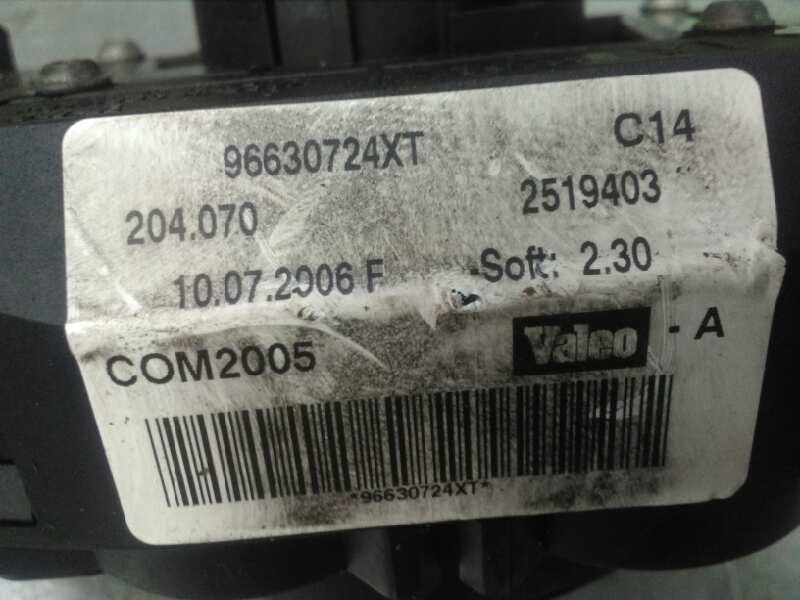 96630724XT C14
204.070 2519403
10.07.2006 F Soft: 2.30
COM2005 Valeo - A
*96630724XT*